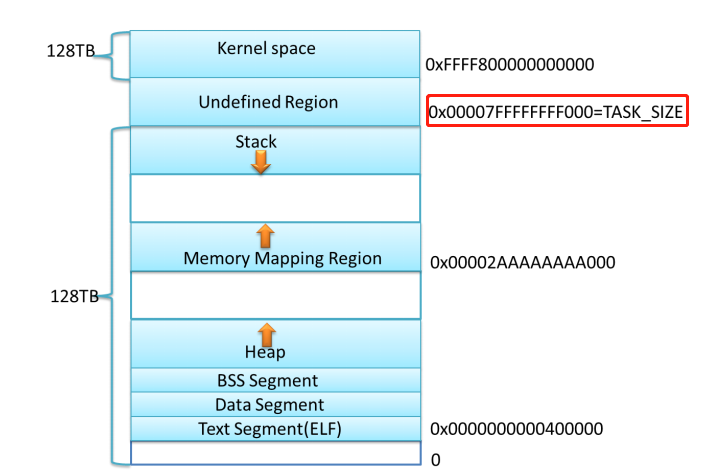 128TB
Kernel space
0xFFFF800000000000
Undefined Region
0x00007FFFFFFFF000=TASK_SIZE
Stack
Memory Mapping Region
0x00002AAAAAAAA000
128TB
Heap
BSS Segment
Data Segment
Text Segment(ELF)
0x0000000000400000
0